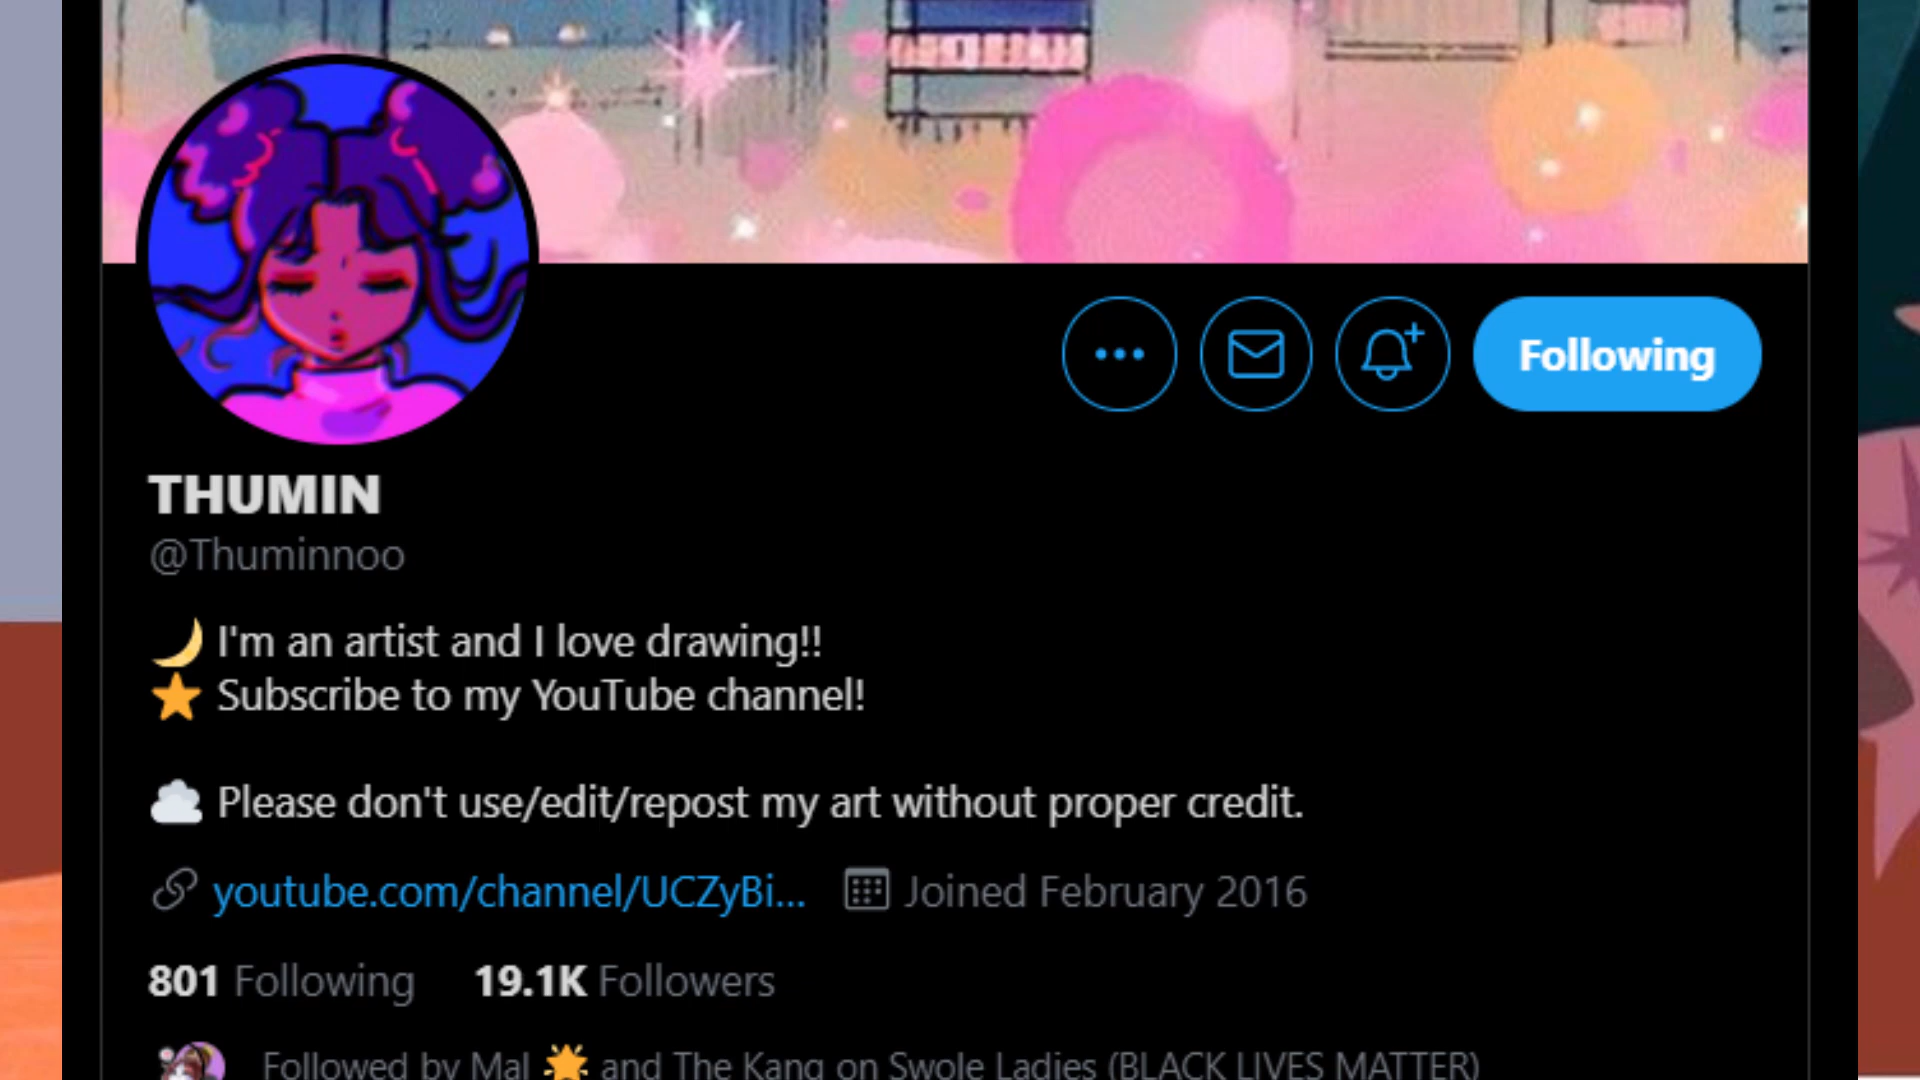 Following
THUMIN
@Thuminnoo
🌙 I'm an artist and I love drawing!!
⭐ Subscribe to my YouTube channel!
☁️ Please don't use/edit/repost my art without proper credit.
youtube.com/channel/UCZyBi... Joined February 2016
801 Following 19.1K Followers
Followed by Mal 🌟 and The Kang on Swole Ladies (BLACK LIVES MATTER)